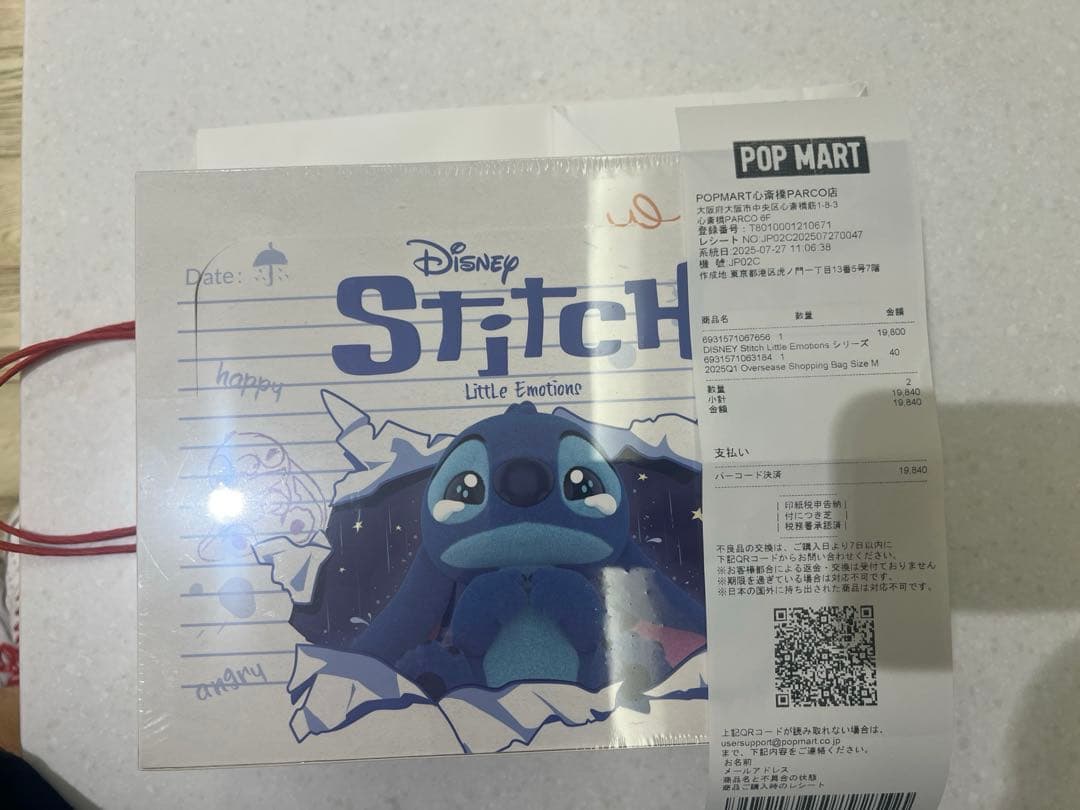 Date:
happy
angry
DISNEY
Stitch
LittLe Emotions
POP MART
POPMART心斎橋PARCO店
大阪府大阪市中央区心斎橋筋1-8-3
心斎橋PARCO 6F
登録番号：T8010001210671
レシート NO:JP02C202507270047
系統日:2025-07-27 11:06:38
機 號:JP02C
作成地:東京都港区虎ノ門一丁目13番5号7階
商品名 数量 金額
6931571067656 1 19,800
DISNEY Stitch Little Emotions シリーズ
6931571063184 1 40
2025Q1 Oversease Shopping Bag Size M
数量 2
小計 19,840
金額 19,840
支払い
バーコード決済 19,840
印紙税申告納
付につき芝
税務署承認済
不良品の交換は、ご購入日より7日以内に
下記QRコードからお問い合わせください。
※お客様都合による返金・交換は受付ておりません
※期限を過ぎている場合は対応不可です。
※日本の国外に持ち出された商品は対応不可です。
上記QRコードが読み取れない場合は、
usersupport@popmart.co.jp
まで、下記内容をご連絡ください。
お名前
メールアドレス
商品名と不具合の状態
商品ご購入時のレシート